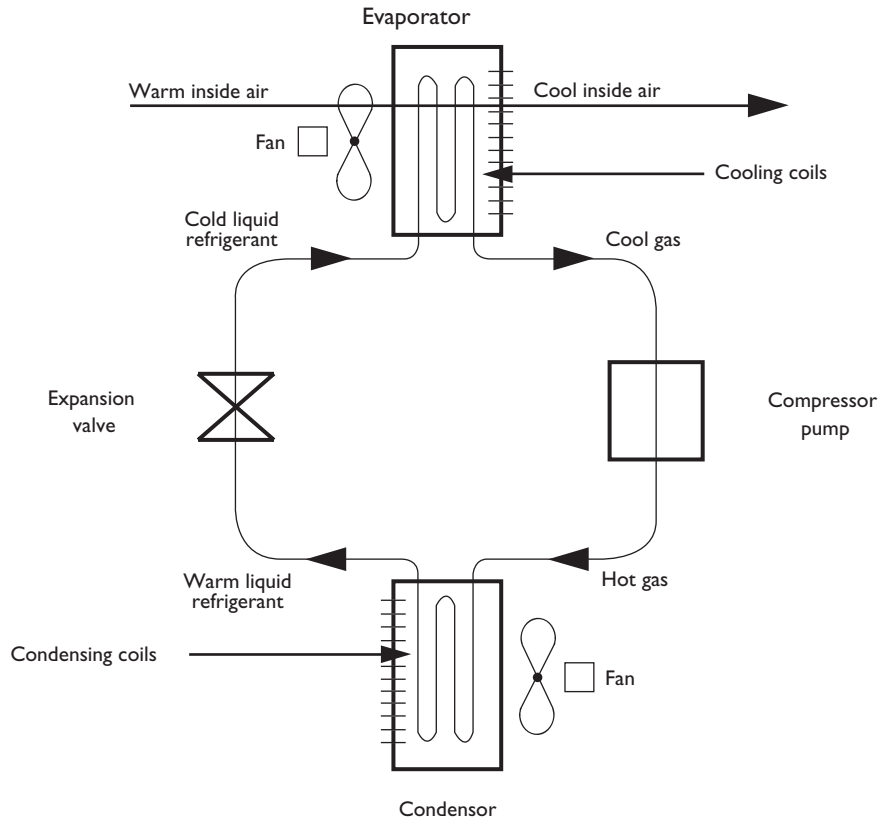 Evaporator
Warm inside air
Cool inside air
Fan
Cooling coils
Cold liquid
refrigerant
Cool gas
Expansion
valve
Compressor
pump
Warm liquid
refrigerant
Hot gas
Condensing coils
Fan
Condensor